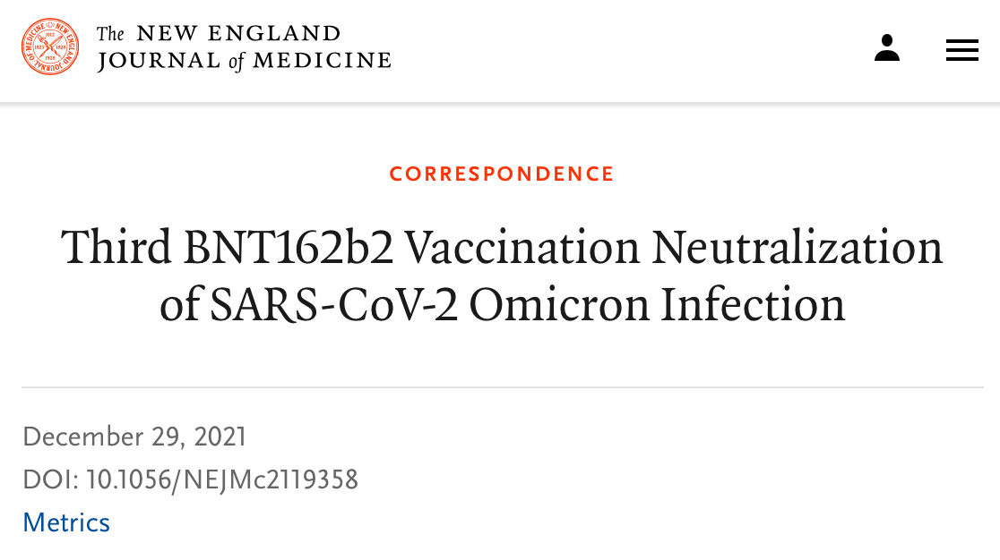 The NEW ENGLAND
JOURNAL of MEDICINE
CORRESPONDENCE
Third BNT162b2 Vaccination Neutralization
of SARS-CoV-2 Omicron Infection
December 29, 2021
DOI: 10.1056/NEJMc2119358
Metrics